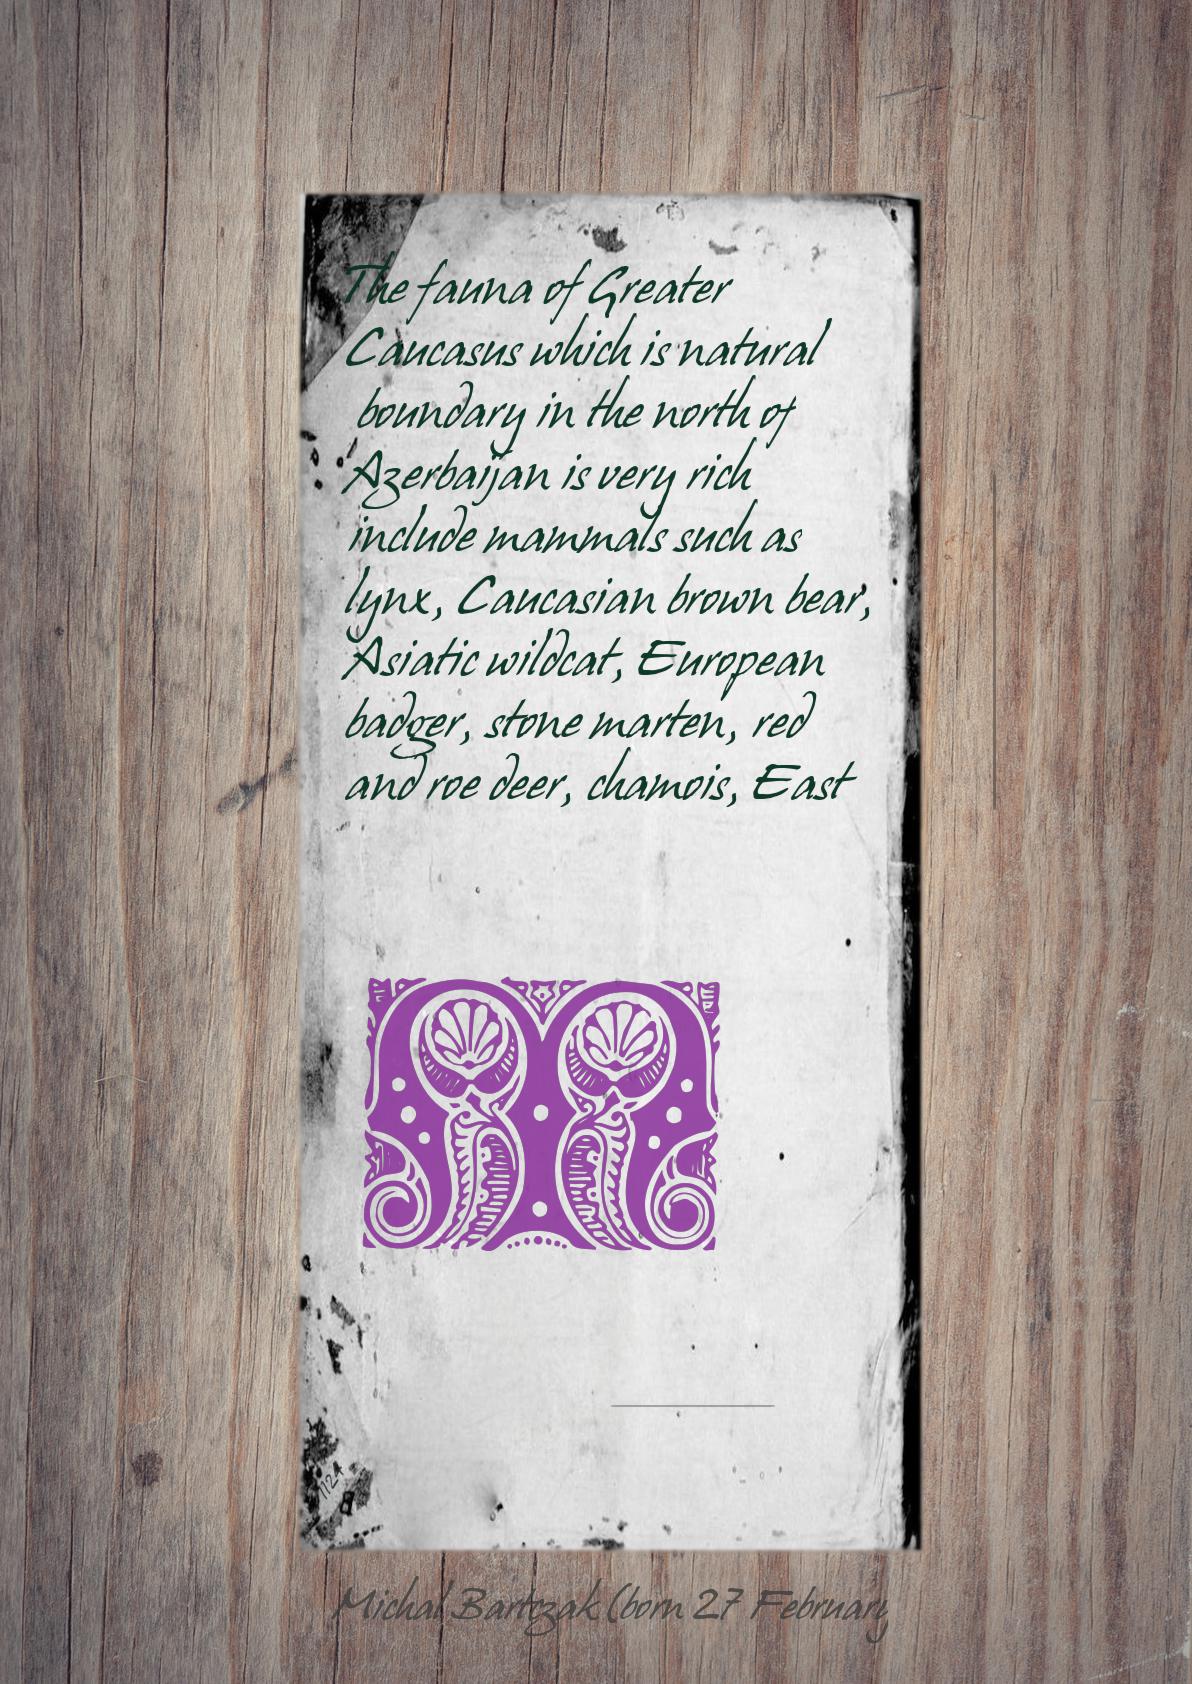 The fauna of Greater
Caucasus which is natural
boundary in the north of
Azerbaijan is very rich
include mammals such as
lynx, Caucasian brown bear,
Asiatic wildcat, European
badger, stone marten, red
and roe deer, chamois, East
1124
Michal Bartczak (born 27 February